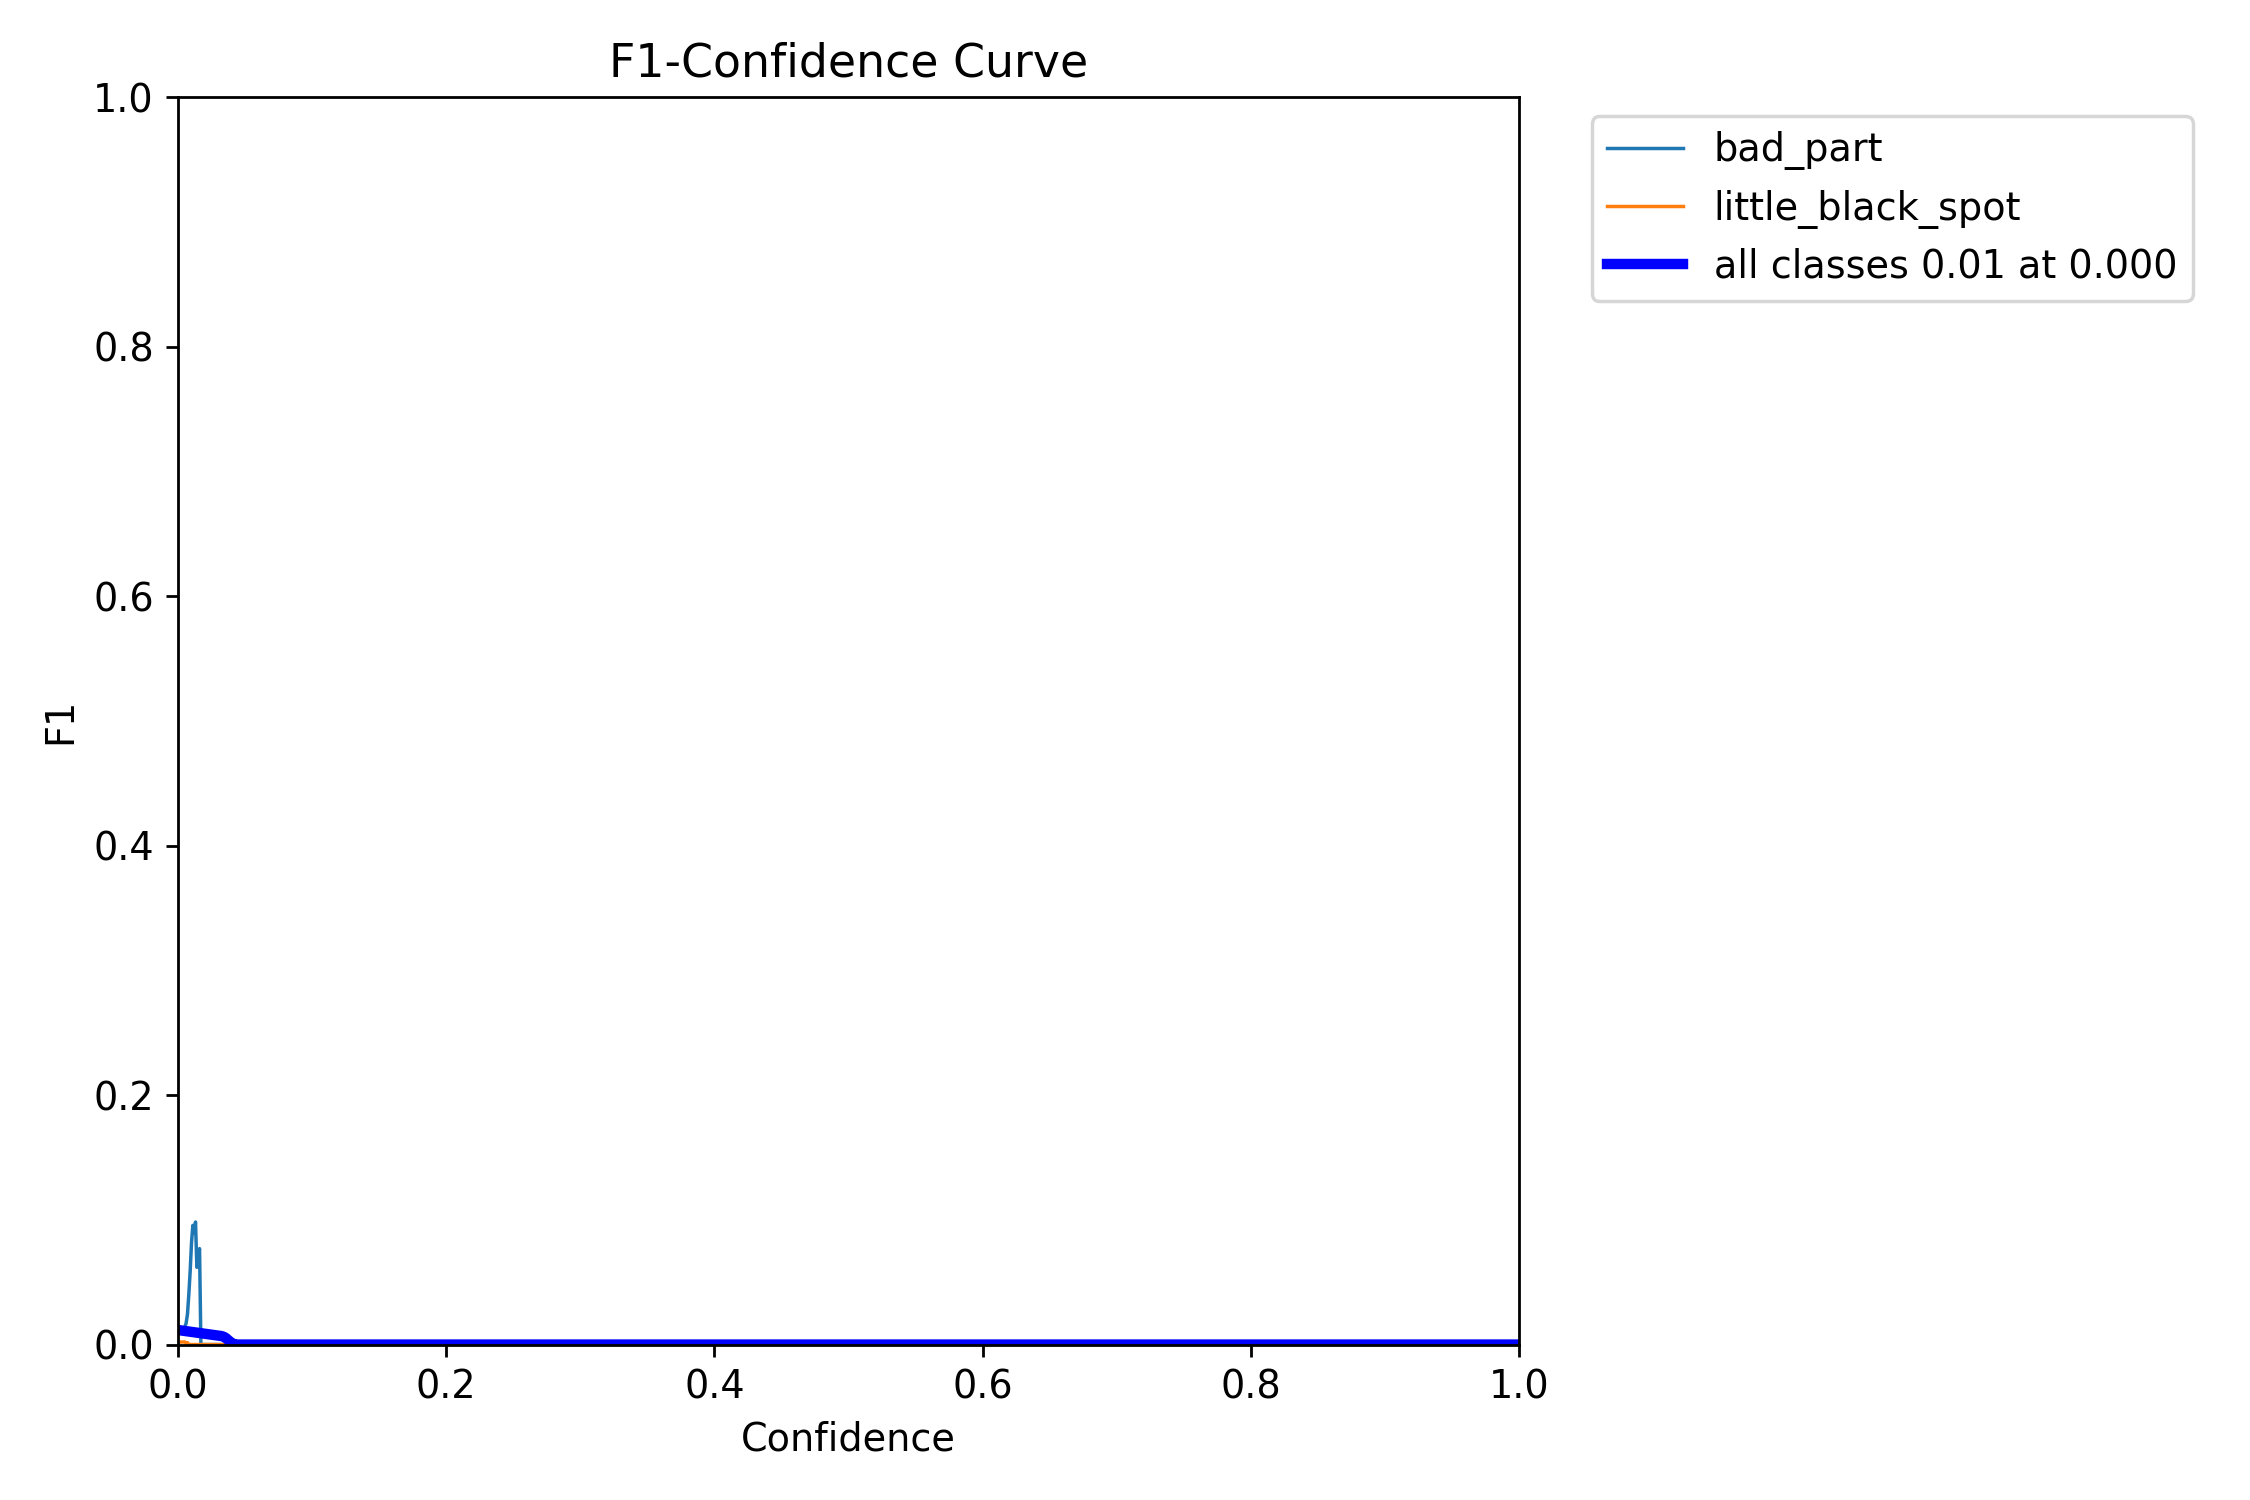 F1-Confidence Curve
1.0
0.8
0.6
0.4
0.2
0.0
F1
0.0 0.2 0.4 0.6 0.8 1.0
Confidence
bad_part
little_black_spot
all classes 0.01 at 0.000